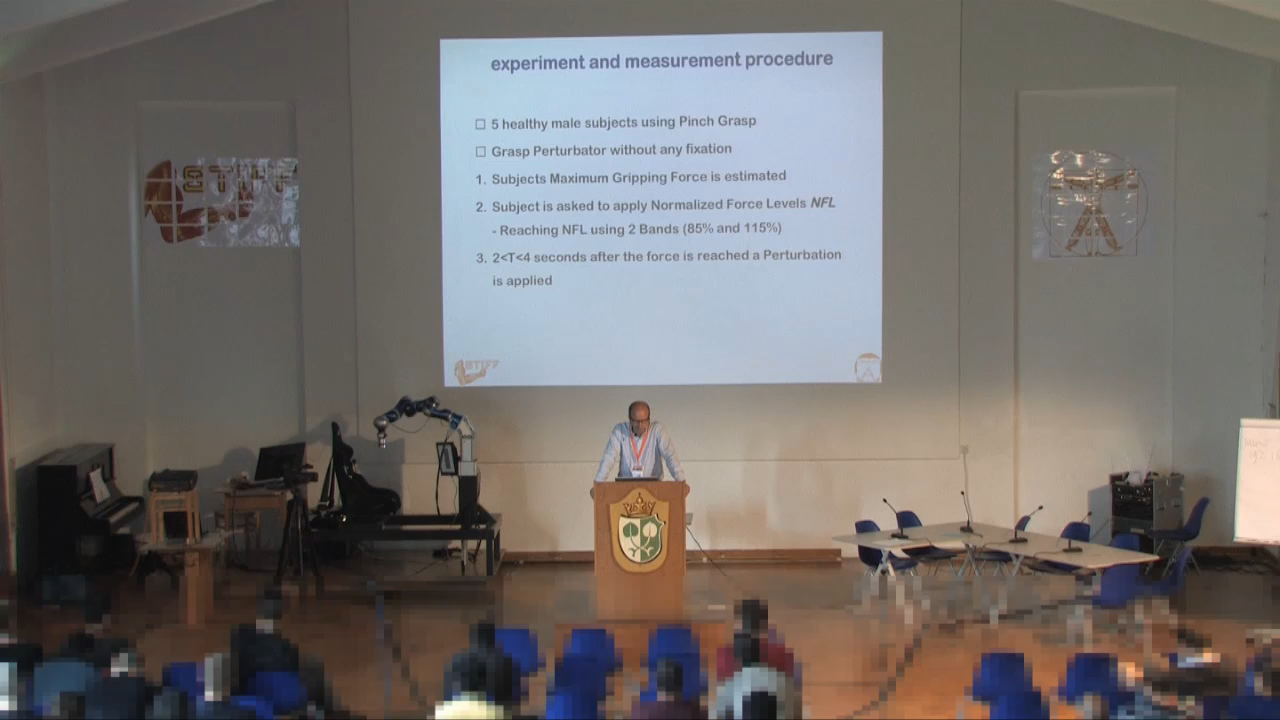 experiment and measurement procedure
☐ 5 healthy male subjects using Pinch Grasp
☐ Grasp Perturbator without any fixation
1. Subjects Maximum Gripping Force is estimated
2. Subject is asked to apply Normalized Force Levels NFL
- Reaching NFL using 2 Bands (85% and 115%)
3. 2<T<4 seconds after the force is reached a Perturbation
is applied
STIFF
STIFF